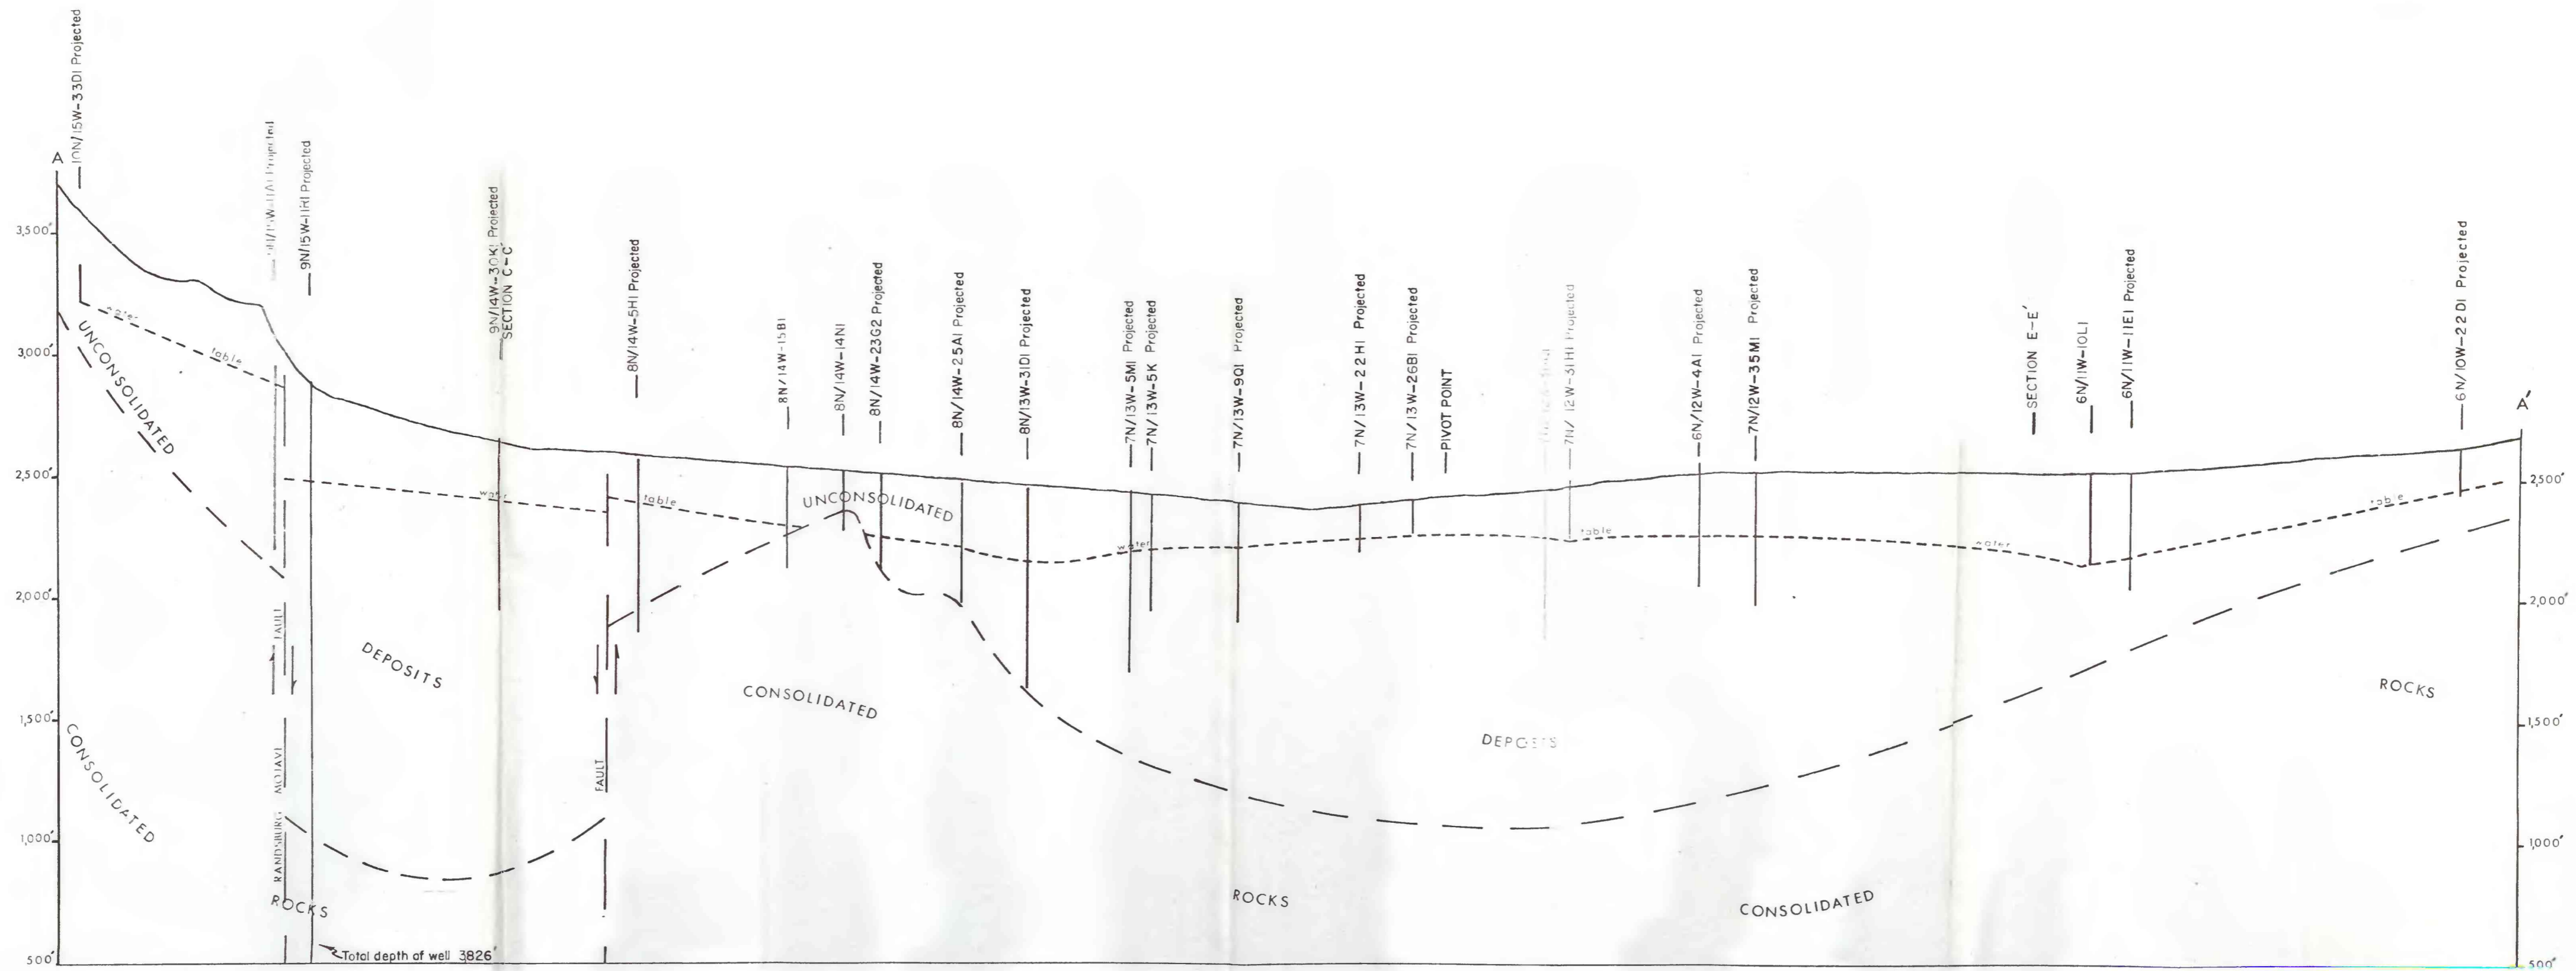 A
10N/15W-33D1 Projected
Projected
9N/15W-11R1 Projected
9N/14W-30K1 Projected
SECTION C-C'
8N/14W-5H1 Projected
8N/14W-15B1
8N/14W-14N1
8N/14W-23G2 Projected
8N/14W-25A1 Projected
8N/13W-31D1 Projected
7N/13W-5M1 Projected
7N/13W-5K Projected
7N/13W-9Q1 Projected
7N/13W-22H1 Projected
7N/13W-26B1 Projected
PIVOT POINT
7N/12W-31H1 Projected
6N/12W-4A1 Projected
7N/12W-35M1 Projected
SECTION E-E'
6N/11W-10L1
6N/11W-11E1 Projected
6N/10W-22D1 Projected
A'
3,500'
3,000'
2,500'
2,000'
1,500'
1,000'
500'
water table
UNCONSOLIDATED
water table
UNCONSOLIDATED
water table
water table
DEPOSITS
CONSOLIDATED
DEPOSITS
ROCKS
CONSOLIDATED
RANDSBURG MOJAVE FAULT
FAULT
ROCKS
ROCKS
CONSOLIDATED
Total depth of well 3826'
2,500'
2,000'
1,500'
1,000'
500'